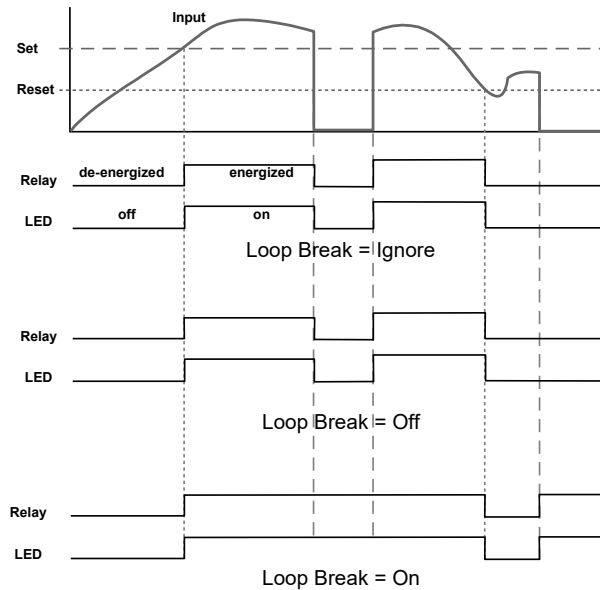 Input
Set
Reset
Relay de-energized energized
LED off on
Loop Break = Ignore
Relay
LED
Loop Break = Off
Relay
LED
Loop Break = On